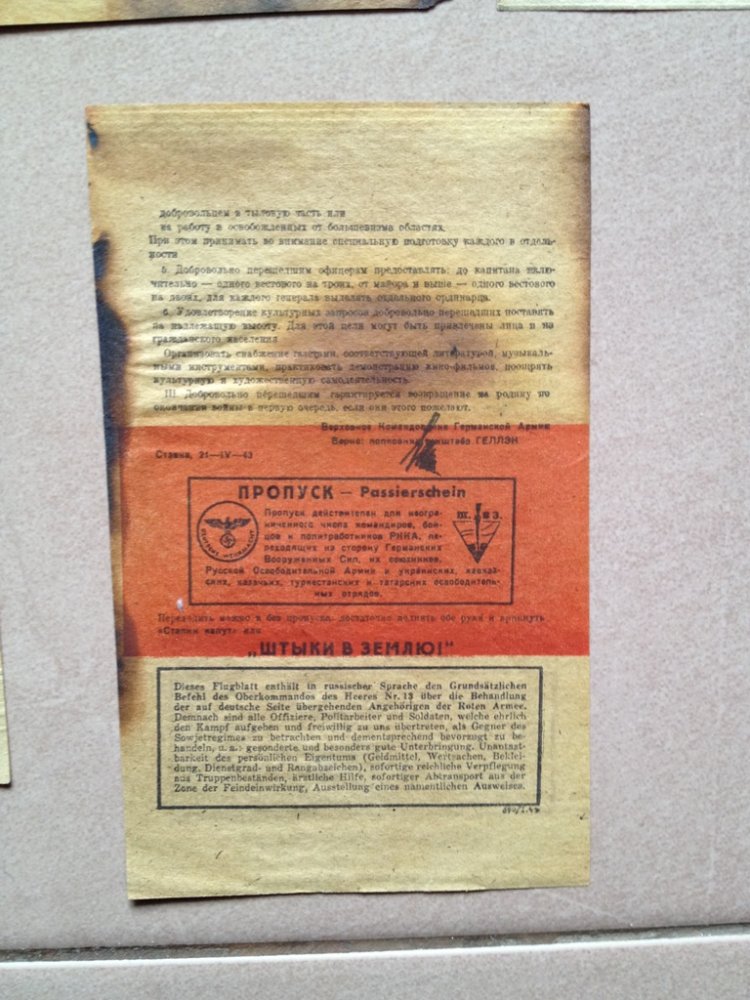 добровольцем в тыловую часть или
на работу в освобожденных от большевизма областях.
При этом принимать во внимание специальную подготовку каждого в отдель-
ности
5. Добровольно перешедшим офицерам предоставлять: до капитана вклю-
чительно — одного вестового на троих, от майора и выше — одного вестового
на двоих, для каждого генерала выделять отдельного ординарца.
6. Удовлетворение культурных запросов добровольно перешедших поставить
на надлежащую высоту. Для этой цели могут быть привлечены лица и из
гражданского населения
Организовать снабжение газетами, соответствующей литературой, музыкаль-
ными инструментами, практиковать демонстрацию кино-фильмов, поощрять
культурную и художественную самодеятельность.
III Добровольно перешедшим гарантируется возвращение на родину по
окончании войны в первую очередь, если они этого пожелают.
Верховное Командование Германской Армии
Верно: полковник генштаба ГЕЛЛЭН
Ставка, 21—IV—43
ПРОПУСК — Passierschein
Пропуск действителен для неогра-
ниченного числа командиров, бой-
цов и политработников РККА, пе-
реходящих на сторону Германских
Вооруженных Сил, их союзников,
Русской Освободительной Армии и украинских, кавказ-
ских, казачьих, туркестанских и татарских освободитель-
ных отрядов.
Ш. В З.
Переходить можно и без пропуска: достаточно поднять обе руки и крикнуть
«Сталин капут» или
„ШТЫКИ В ЗЕМЛЮ!"
Dieses Flugblatt enthält in russischer Sprache den Grundsätzlichen
Befehl des Oberkommandos des Heeres Nr. 13 über die Behandlung
der auf deutsche Seite übergehenden Angehörigen der Roten Armee.
Demnach sind alle Offiziere, Politarbeiter und Soldaten, welche ehrlich
den Kampf aufgeben und freiwillig zu uns übertreten, als Gegner des
Sowjetregimes zu betrachten und dementsprechend bevorzugt zu be-
handeln, u. a.: gesonderte und besonders gute Unterbringung, Unantast-
barkeit des persönlichen Eigentums (Geldmittel, Wertsachen, Beklei-
dung, Dienstgrad- und Rangabzeichen), sofortige reichliche Verpflegung
aus Truppenbeständen, ärztliche Hilfe, sofortiger Abtransport aus der
Zone der Feindeinwirkung, Ausstellung eines namentlichen Ausweises.